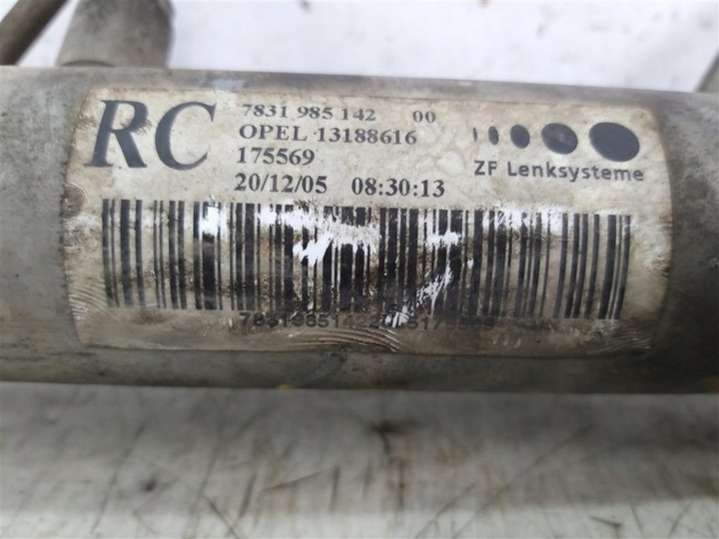 RC
7831 985 142 00
OPEL 13188616
175569
20/12/05 08:30:13
ZF Lenksysteme